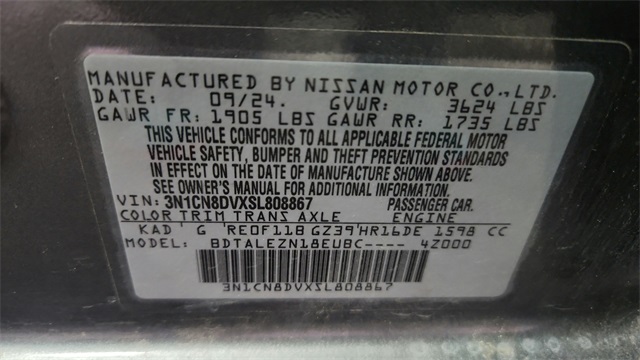 MANUFACTURED BY NISSAN MOTOR CO.,LTD.
DATE: 09/24. GVWR: 3624 LBS
GAWR FR: 1905 LBS GAWR RR: 1735 LBS
THIS VEHICLE CONFORMS TO ALL APPLICABLE FEDERAL MOTOR
VEHICLE SAFETY, BUMPER AND THEFT PREVENTION STANDARDS
IN EFFECT ON THE DATE OF MANUFACTURE SHOWN ABOVE.
SEE OWNER'S MANUAL FOR ADDITIONAL INFORMATION.
VIN: 3N1CN8DVXSL808867 PASSENGER CAR.
COLOR TRIM TRANS AXLE ENGINE
KAD G RE0F11B GZ39 HR16DE 1598 CC
MODEL: BDTALEZN18EUBC---- 4Z000
3N1CN8DVXSL808867